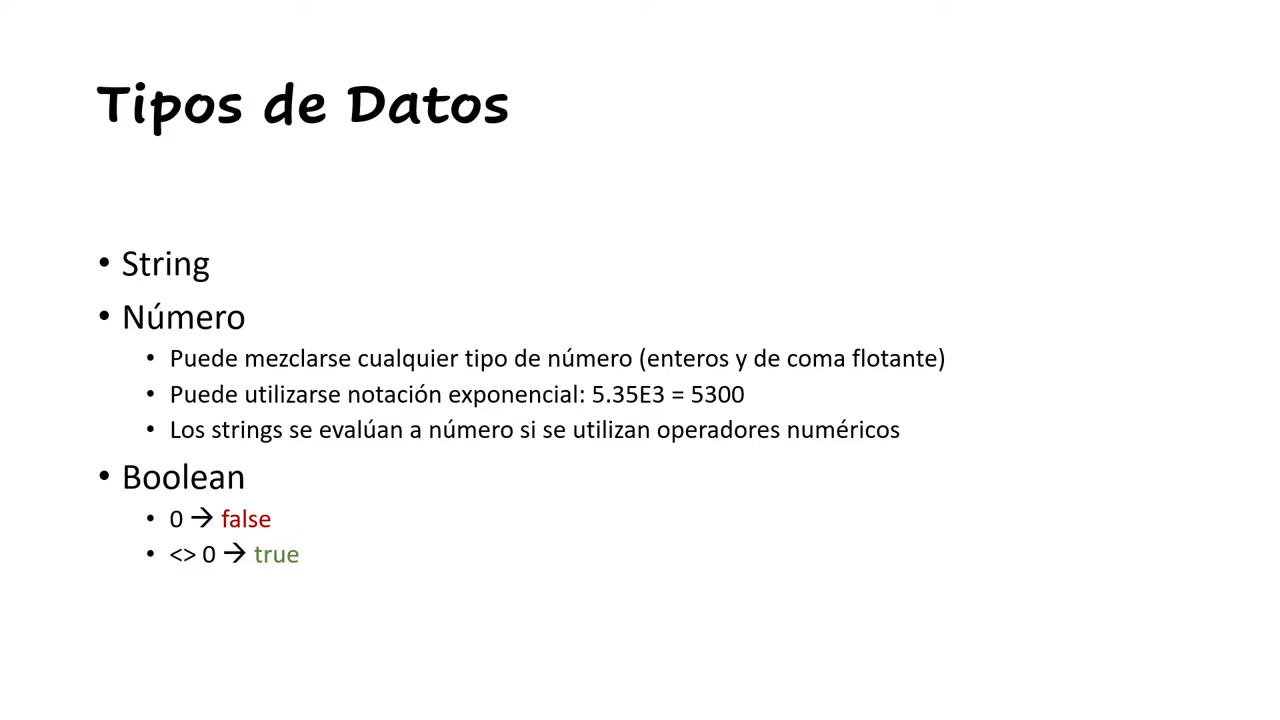 Tipos de Datos
• String
• Número
• Puede mezclarse cualquier tipo de número (enteros y de coma flotante)
• Puede utilizarse notación exponencial: 5.35E3 = 5300
• Los strings se evalúan a número si se utilizan operadores numéricos
• Boolean
• 0 → false
• <> 0 → true